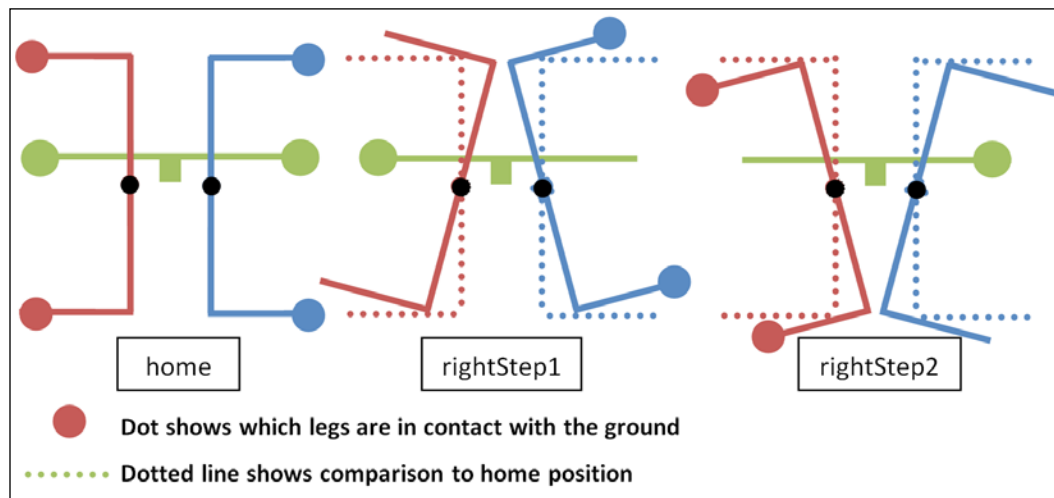 home
rightStep1
rightStep2
Dot shows which legs are in contact with the ground
Dotted line shows comparison to home position